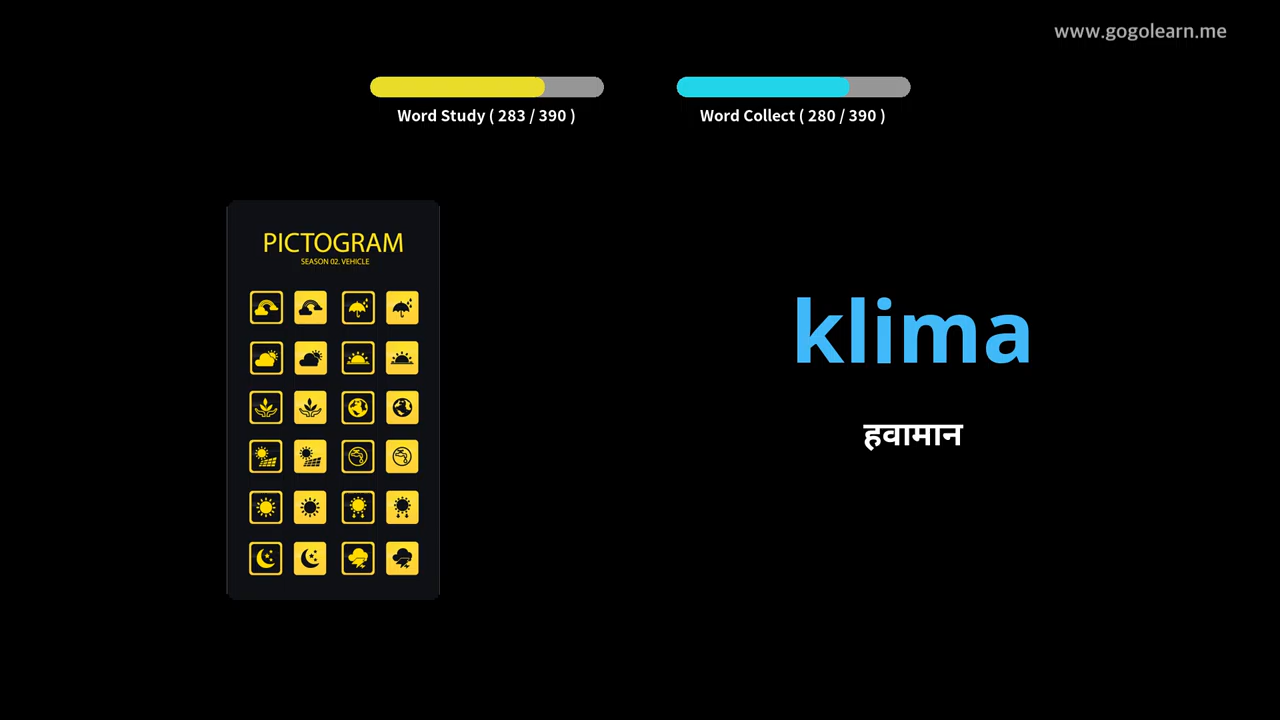 www.gogolearn.me
Word Study ( 283 / 390 )
Word Collect ( 280 / 390 )
PICTOGRAM
SEASON 02. VEHICLE
klima
हवामान